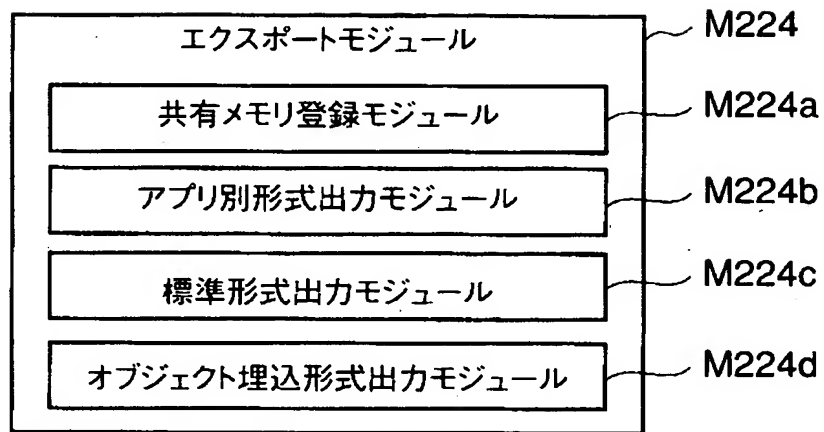 エクスポートモジュール
M224
共有メモリ登録モジュール
M224a
アプリ別形式出力モジュール
M224b
標準形式出力モジュール
M224c
オブジェクト埋込形式出力モジュール
M224d